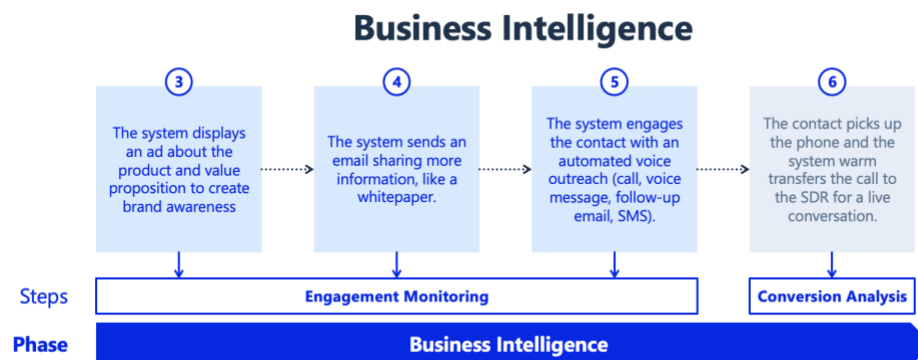 Business Intelligence
3
The system displays
an ad about the
product and value
proposition to create
brand awareness
4
The system sends an
email sharing more
information, like a
whitepaper.
5
The system engages
the contact with an
automated voice
outreach (call, voice
message, follow-up
email, SMS).
6
The contact picks up
the phone and the
system warm
transfers the call to
the SDR for a live
conversation.
Steps
Engagement Monitoring
Conversion Analysis
Phase
Business Intelligence